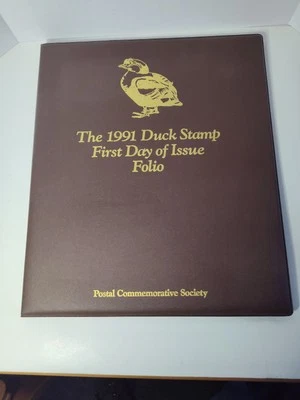 The 1991 Duck Stamp
First Day of Issue
Folio
Postal Commemorative Society